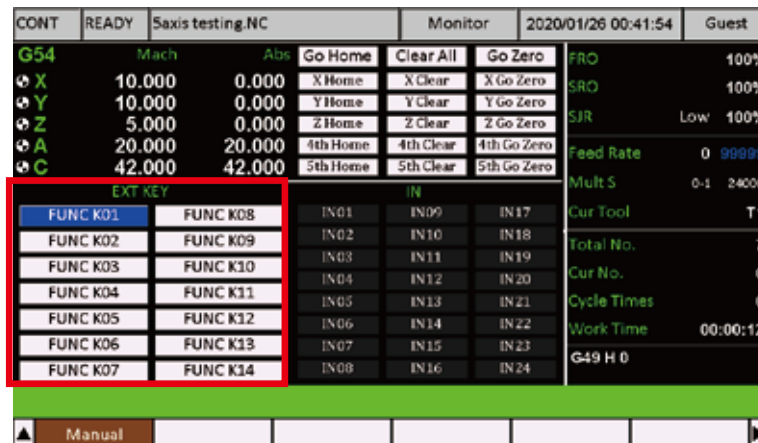 CONT READY 5axis testing.NC Monitor 2020/01/26 00:41:54 Guest
G54 Mach Abs Go Home Clear All Go Zero FRO 100%
X 10.000 0.000 X Home X Clear X Go Zero SRO 100%
Y 10.000 0.000 Y Home Y Clear Y Go Zero
Z 5.000 0.000 Z Home Z Clear Z Go Zero SJR Low 100%
A 20.000 20.000 4th Home 4th Clear 4th Go Zero Feed Rate 0 9999
C 42.000 42.000 5th Home 5th Clear 5th Go Zero
EXT KEY IN Mult S 0-1 2400
FUNC K01 FUNC K08 IN01 IN09 IN17 Cur Tool T
FUNC K02 FUNC K09 IN02 IN10 IN18 Total No.
FUNC K03 FUNC K10 IN03 IN11 IN19 Cur No.
FUNC K04 FUNC K11 IN04 IN12 IN20
FUNC K05 FUNC K12 IN05 IN13 IN21 Cycle Times
FUNC K06 FUNC K13 IN06 IN14 IN22 Work Time 00:00:12
FUNC K07 FUNC K14 IN07 IN15 IN23 G49 H 0
IN08 IN16 IN24
Manual